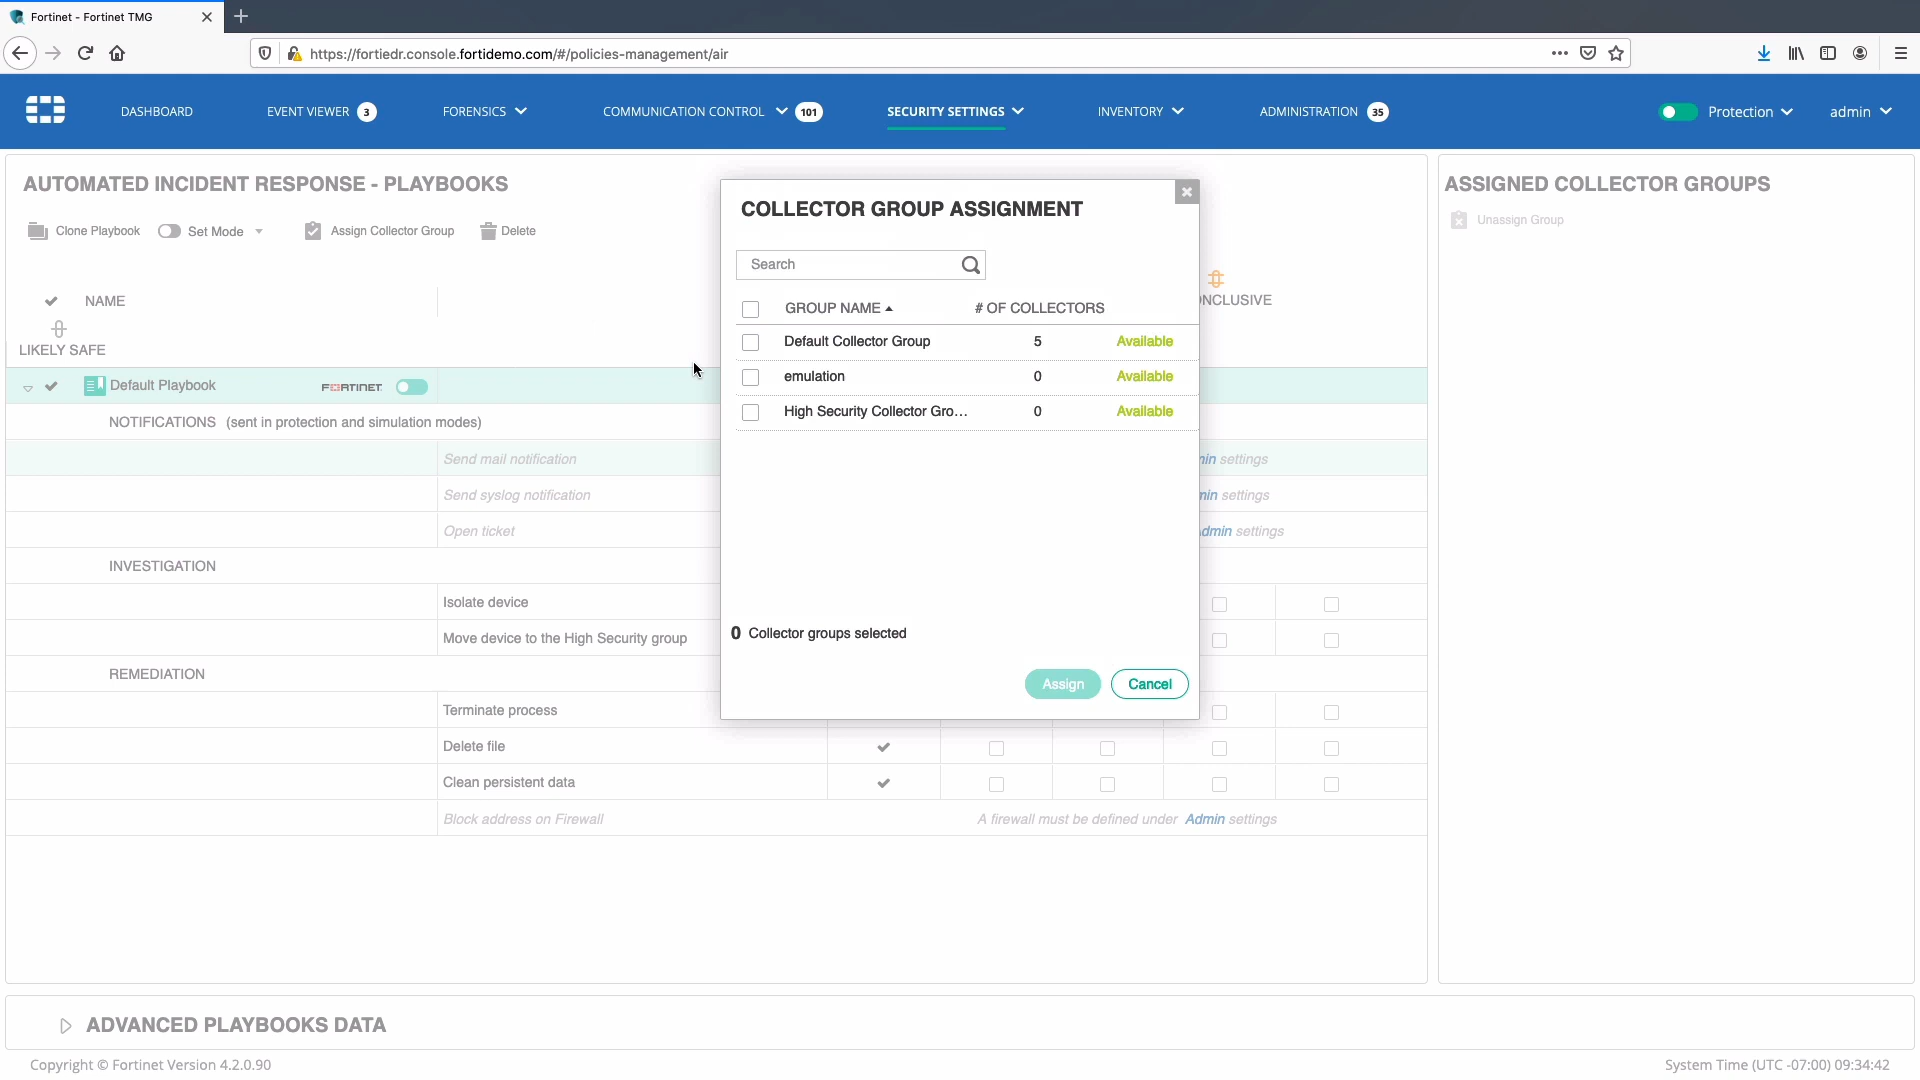 Fortinet - Fortinet TMG
https://fortiedr.console.fortidemo.com/#/policies-management/air
DASHBOARD
EVENT VIEWER 3
FORENSICS
COMMUNICATION CONTROL 101
SECURITY SETTINGS
INVENTORY
ADMINISTRATION 35
Protection
admin
AUTOMATED INCIDENT RESPONSE - PLAYBOOKS
Clone Playbook Set Mode Assign Collector Group Delete
NAME
NCLUSIVE
LIKELY SAFE
Default Playbook FORTINET
NOTIFICATIONS (sent in protection and simulation modes)
Send mail notification
min settings
Send syslog notification
min settings
Open ticket
Admin settings
INVESTIGATION
Isolate device
Move device to the High Security group
REMEDIATION
Terminate process
Delete file
Clean persistent data
Block address on Firewall
A firewall must be defined under Admin settings
COLLECTOR GROUP ASSIGNMENT
Search
GROUP NAME # OF COLLECTORS
Default Collector Group 5 Available
emulation 0 Available
High Security Collector Gro... 0 Available
0 Collector groups selected
Assign Cancel
ASSIGNED COLLECTOR GROUPS
Unassign Group
ADVANCED PLAYBOOKS DATA
Copyright © Fortinet Version 4.2.0.90
System Time (UTC -07:00) 09:34:42